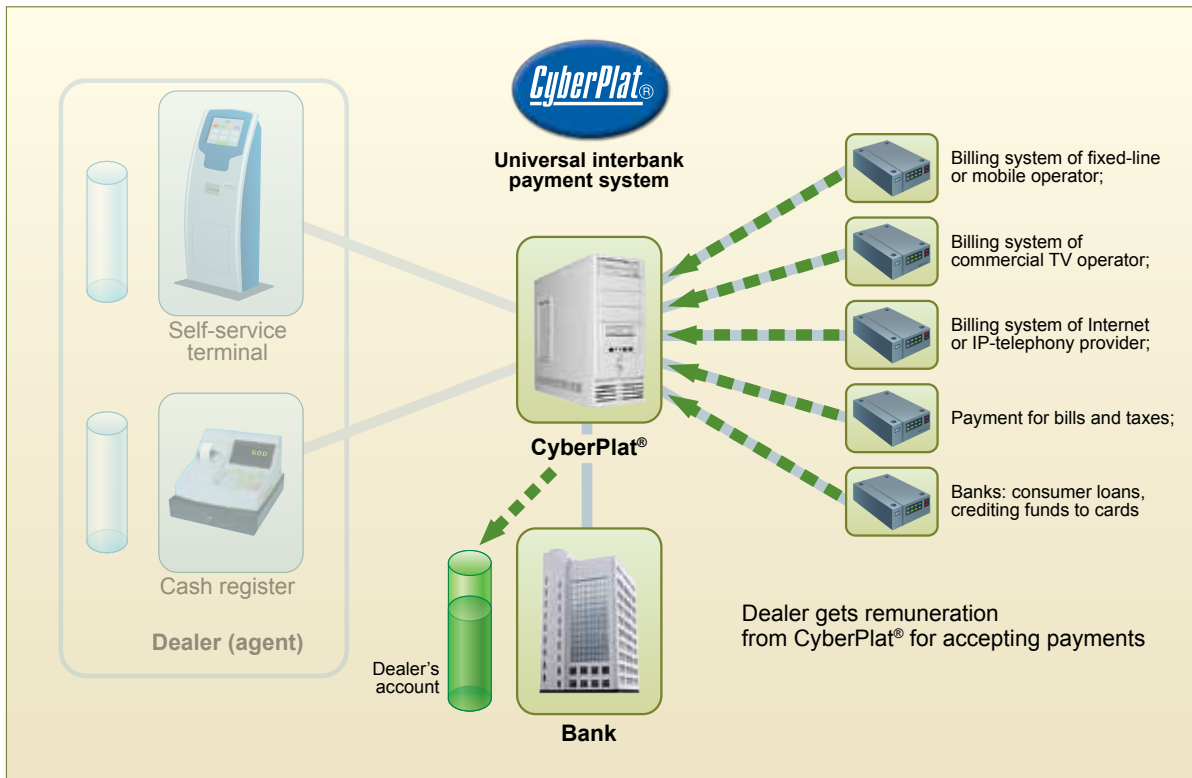 CyberPlat®
Universal interbank
payment system
Self-service
terminal
Cash register
Dealer (agent)
600
CyberPlat®
Dealer's
account
Bank
Billing system of fixed-line
or mobile operator;
Billing system of
commercial TV operator;
Billing system of Internet
or IP-telephony provider;
Payment for bills and taxes;
Banks: consumer loans,
crediting funds to cards
Dealer gets remuneration
from CyberPlat® for accepting payments